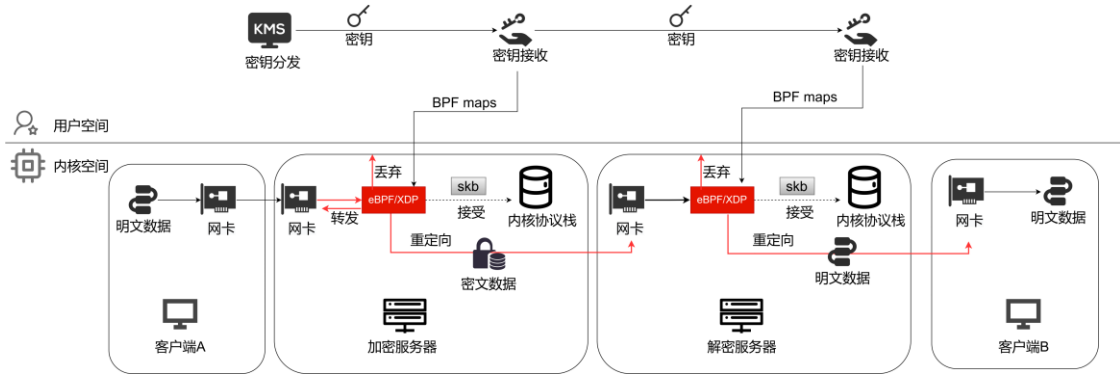 KMS
密钥分发
密钥
密钥接收
密钥
密钥接收
BPF maps
BPF maps
用户空间
内核空间
明文数据
网卡
网卡
转发
丢弃
eBPF/XDP
skb
接受
内核协议栈
重定向
密文数据
网卡
丢弃
eBPF/XDP
skb
接受
内核协议栈
重定向
明文数据
网卡
明文数据
客户端A
加密服务器
解密服务器
客户端B